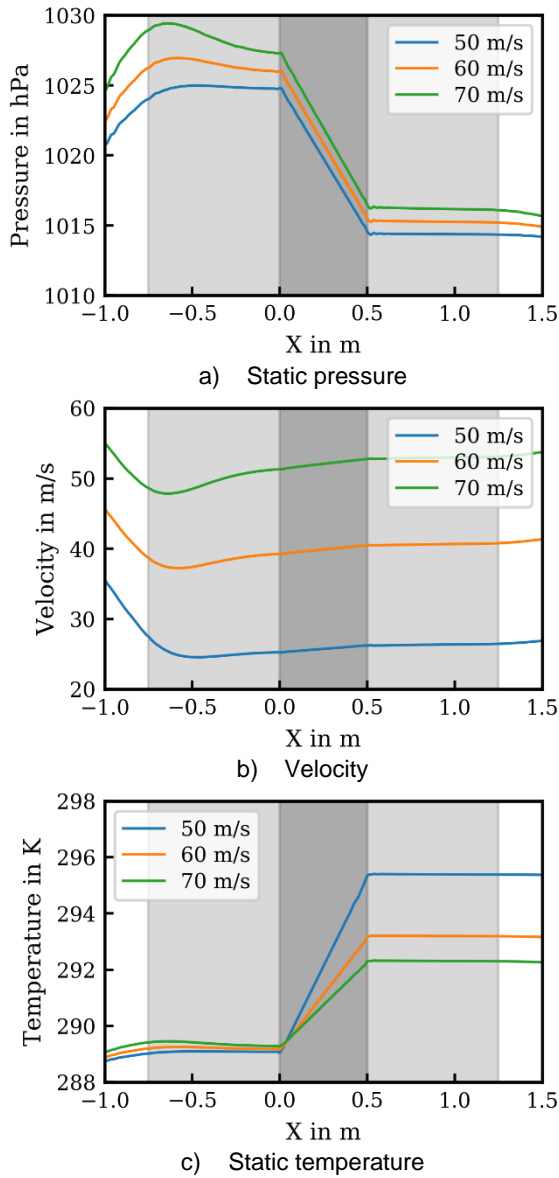 1030
1025
1020
1015
1010
Pressure in hPa
50 m/s
60 m/s
70 m/s
−1.0 −0.5 0.0 0.5 1.0 1.5
X in m
a) Static pressure
60
50
40
30
20
Velocity in m/s
50 m/s
60 m/s
70 m/s
−1.0 −0.5 0.0 0.5 1.0 1.5
X in m
b) Velocity
298
296
294
292
290
288
Temperature in K
50 m/s
60 m/s
70 m/s
−1.0 −0.5 0.0 0.5 1.0 1.5
X in m
c) Static temperature